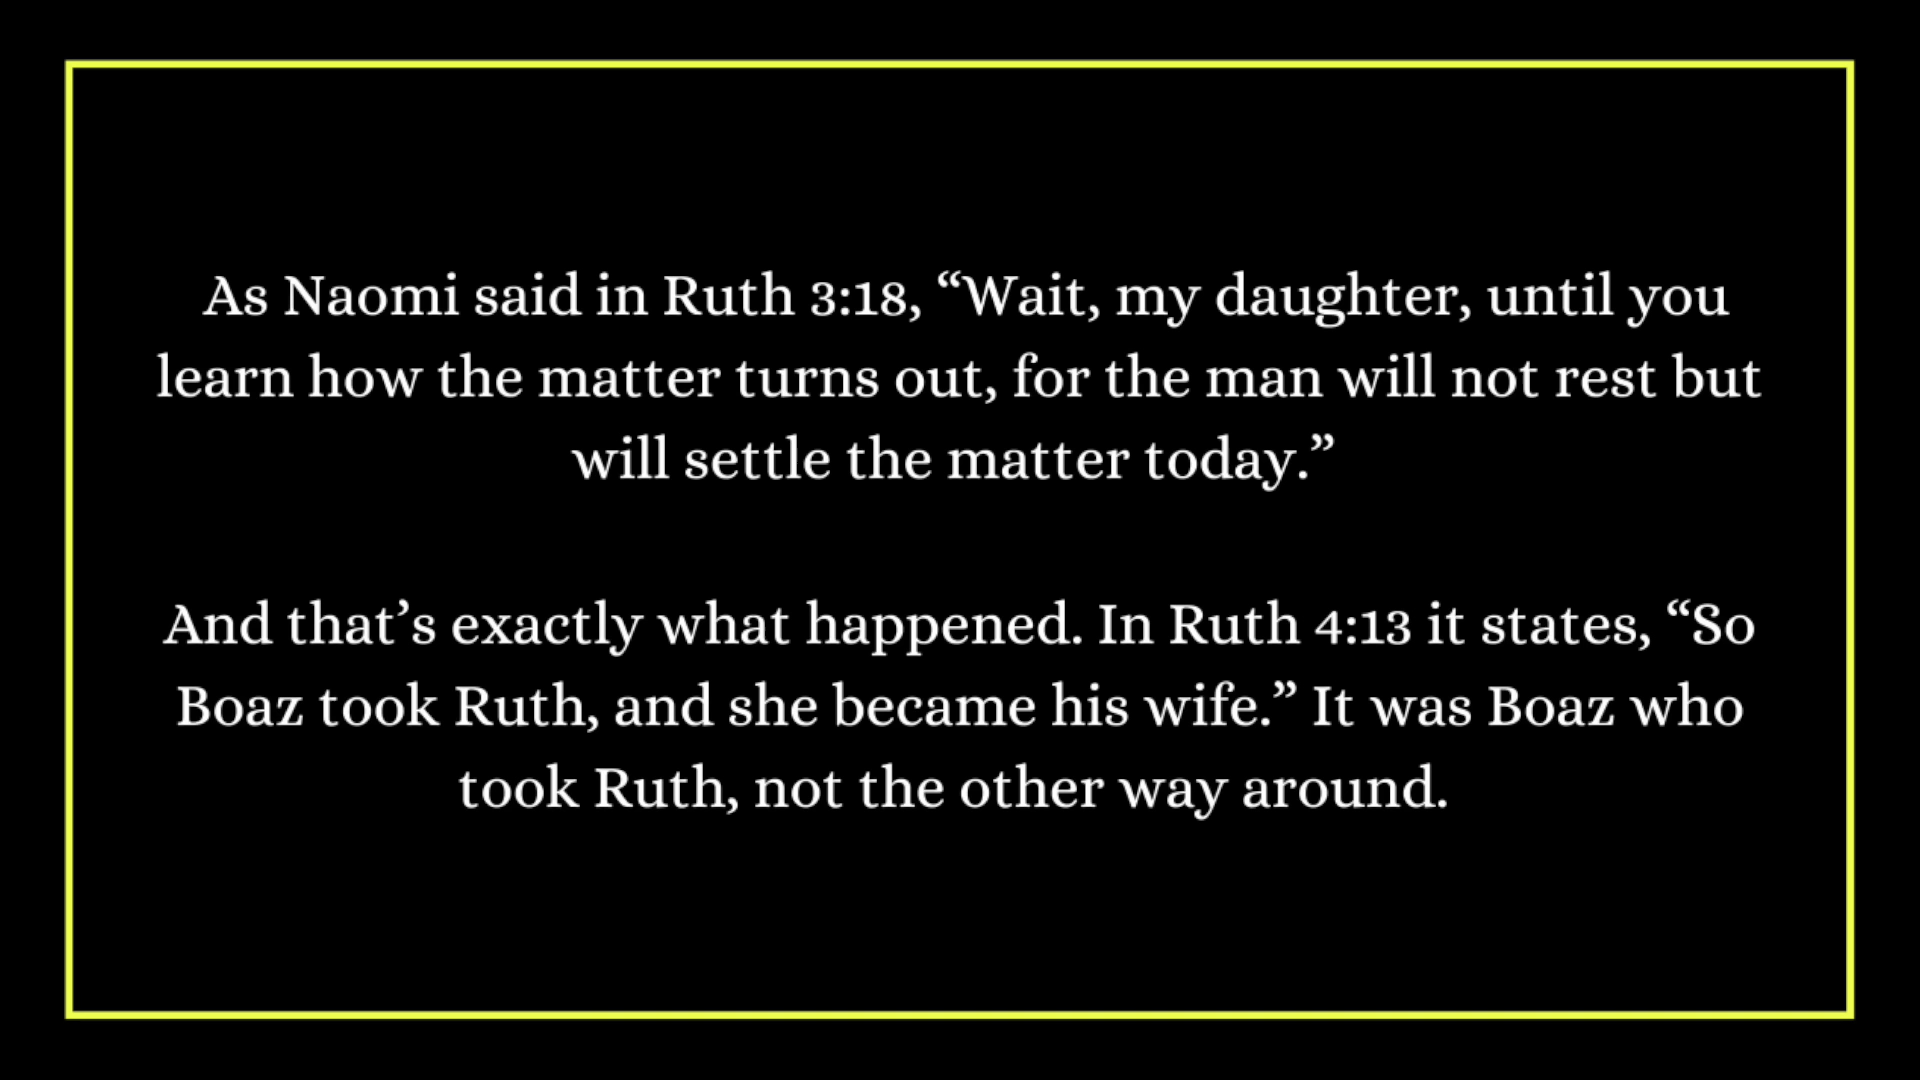 As Naomi said in Ruth 3:18, “Wait, my daughter, until you
learn how the matter turns out, for the man will not rest but
will settle the matter today.”
And that’s exactly what happened. In Ruth 4:13 it states, “So
Boaz took Ruth, and she became his wife.” It was Boaz who
took Ruth, not the other way around.